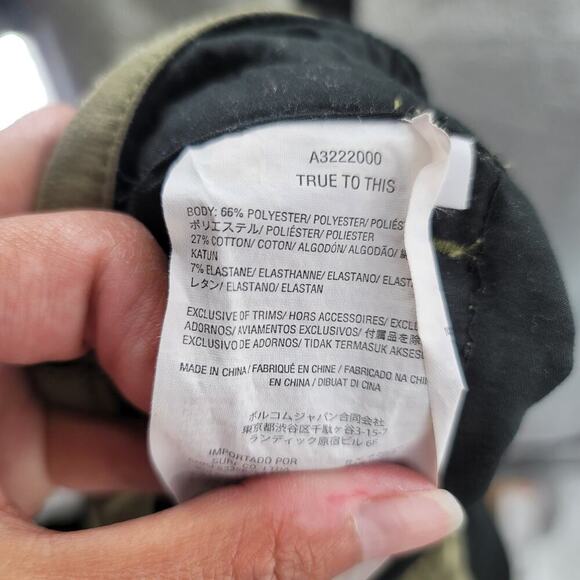 A3222000
TRUE TO THIS
BODY: 66% POLYESTER/ POLYESTER/ POLIÉS
ポリエステル/ POLIÉSTER/ POLIESTER
27% COTTON/ COTON/ ALGODÓN/ ALGODÃO/ 綿
KATUN
7% ELASTANE/ ELASTHANNE/ ELASTANO/ ELAST
レタン/ ELASTANO/ ELASTAN
EXCLUSIVE OF TRIMS/ HORS ACCESSOIRES/ EXCL
ADORNOS/ AVIAMENTOS EXCLUSIVOS/ 付属品を除
EXCLUSIVO DE ADORNOS/ TIDAK TERMASUK AKSES
MADE IN CHINA/ FABRIQUÉ EN CHINE/ FABRICADO NA CHIN
EN CHINA/ DIBUAT DI CINA
ボルコムジャパン合同会社
東京都渋谷区千駄ヶ谷3-15-7
ランディック原宿ビル 6F
IMPORTADO POR